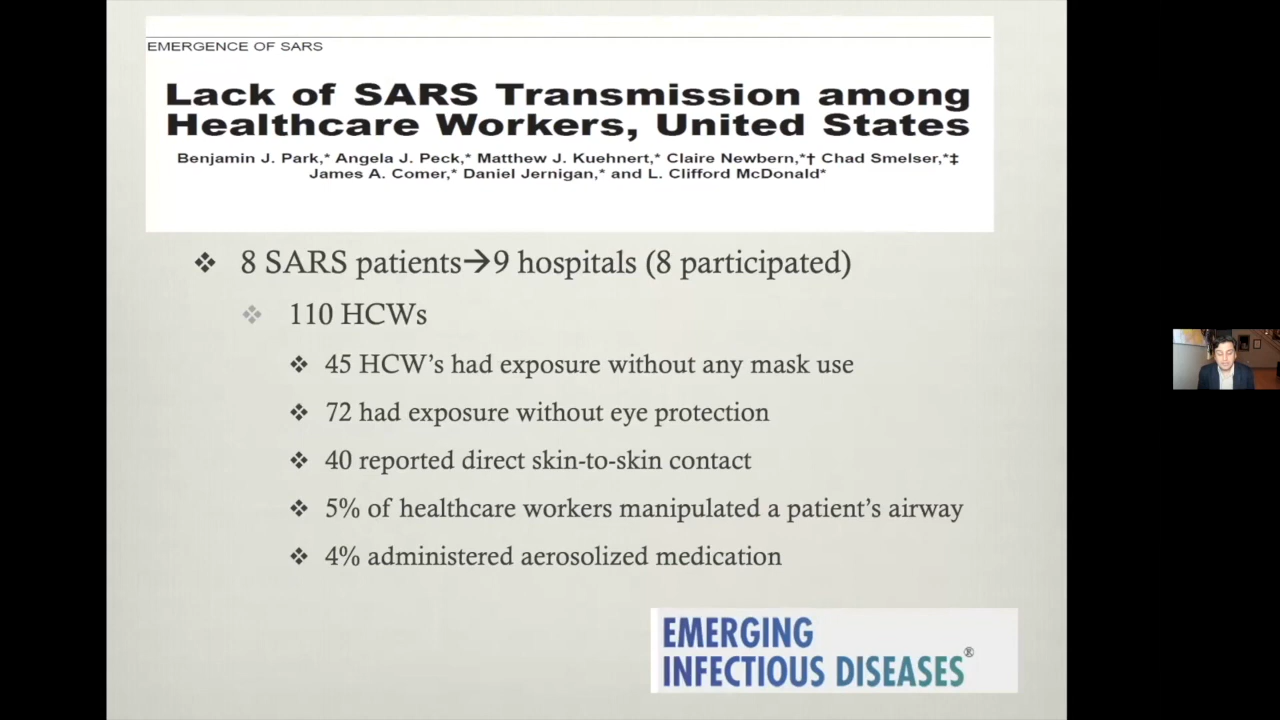 EMERGENCE OF SARS
Lack of SARS Transmission among
Healthcare Workers, United States
Benjamin J. Park,* Angela J. Peck,* Matthew J. Kuehnert,* Claire Newbern,*† Chad Smelser,*‡
James A. Comer,* Daniel Jernigan,* and L. Clifford McDonald*
❖ 8 SARS patients→9 hospitals (8 participated)
❖ 110 HCWs
❖ 45 HCW’s had exposure without any mask use
❖ 72 had exposure without eye protection
❖ 40 reported direct skin-to-skin contact
❖ 5% of healthcare workers manipulated a patient’s airway
❖ 4% administered aerosolized medication
EMERGING
INFECTIOUS DISEASES®